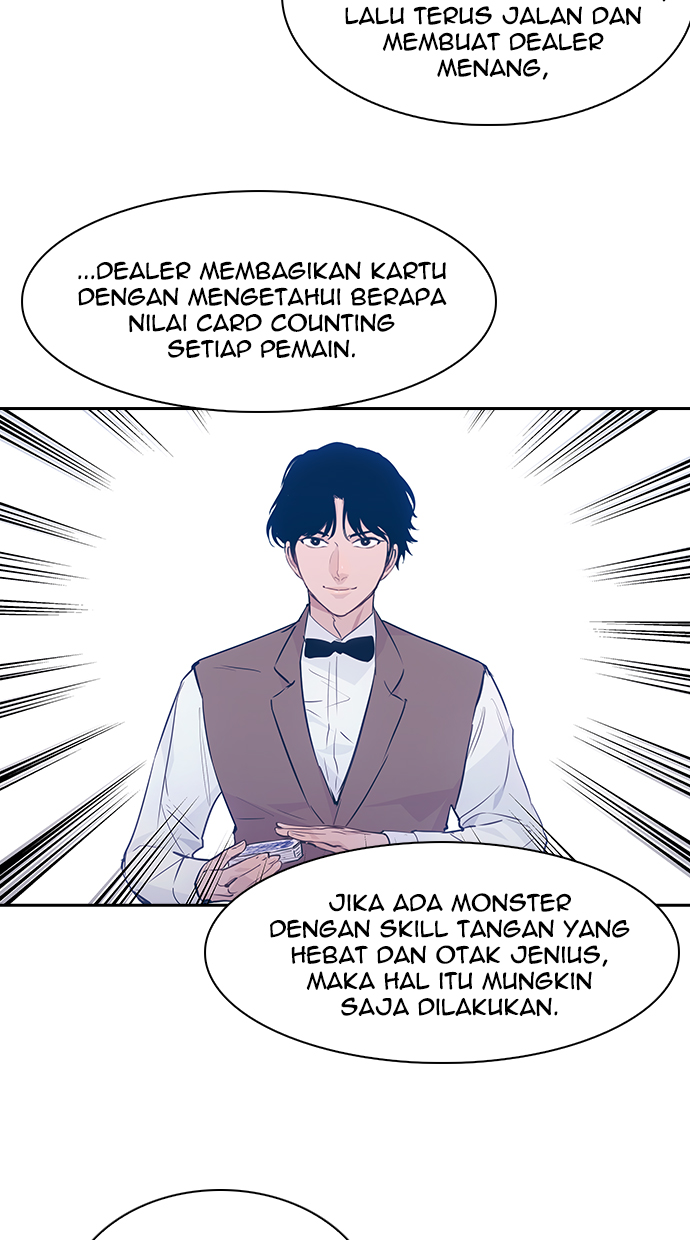 LALU TERUS JALAN DAN
MEMBUAT DEALER
MENANG,
...DEALER MEMBAGIKAN KARTU
DENGAN MENGETAHUI BERAPA
NILAI CARD COUNTING
SETIAP PEMAIN.
JIKA ADA MONSTER
DENGAN SKILL TANGAN YANG
HEBAT DAN OTAK JENIUS,
MAKA HAL ITU MUNGKIN
SAJA DILAKUKAN.